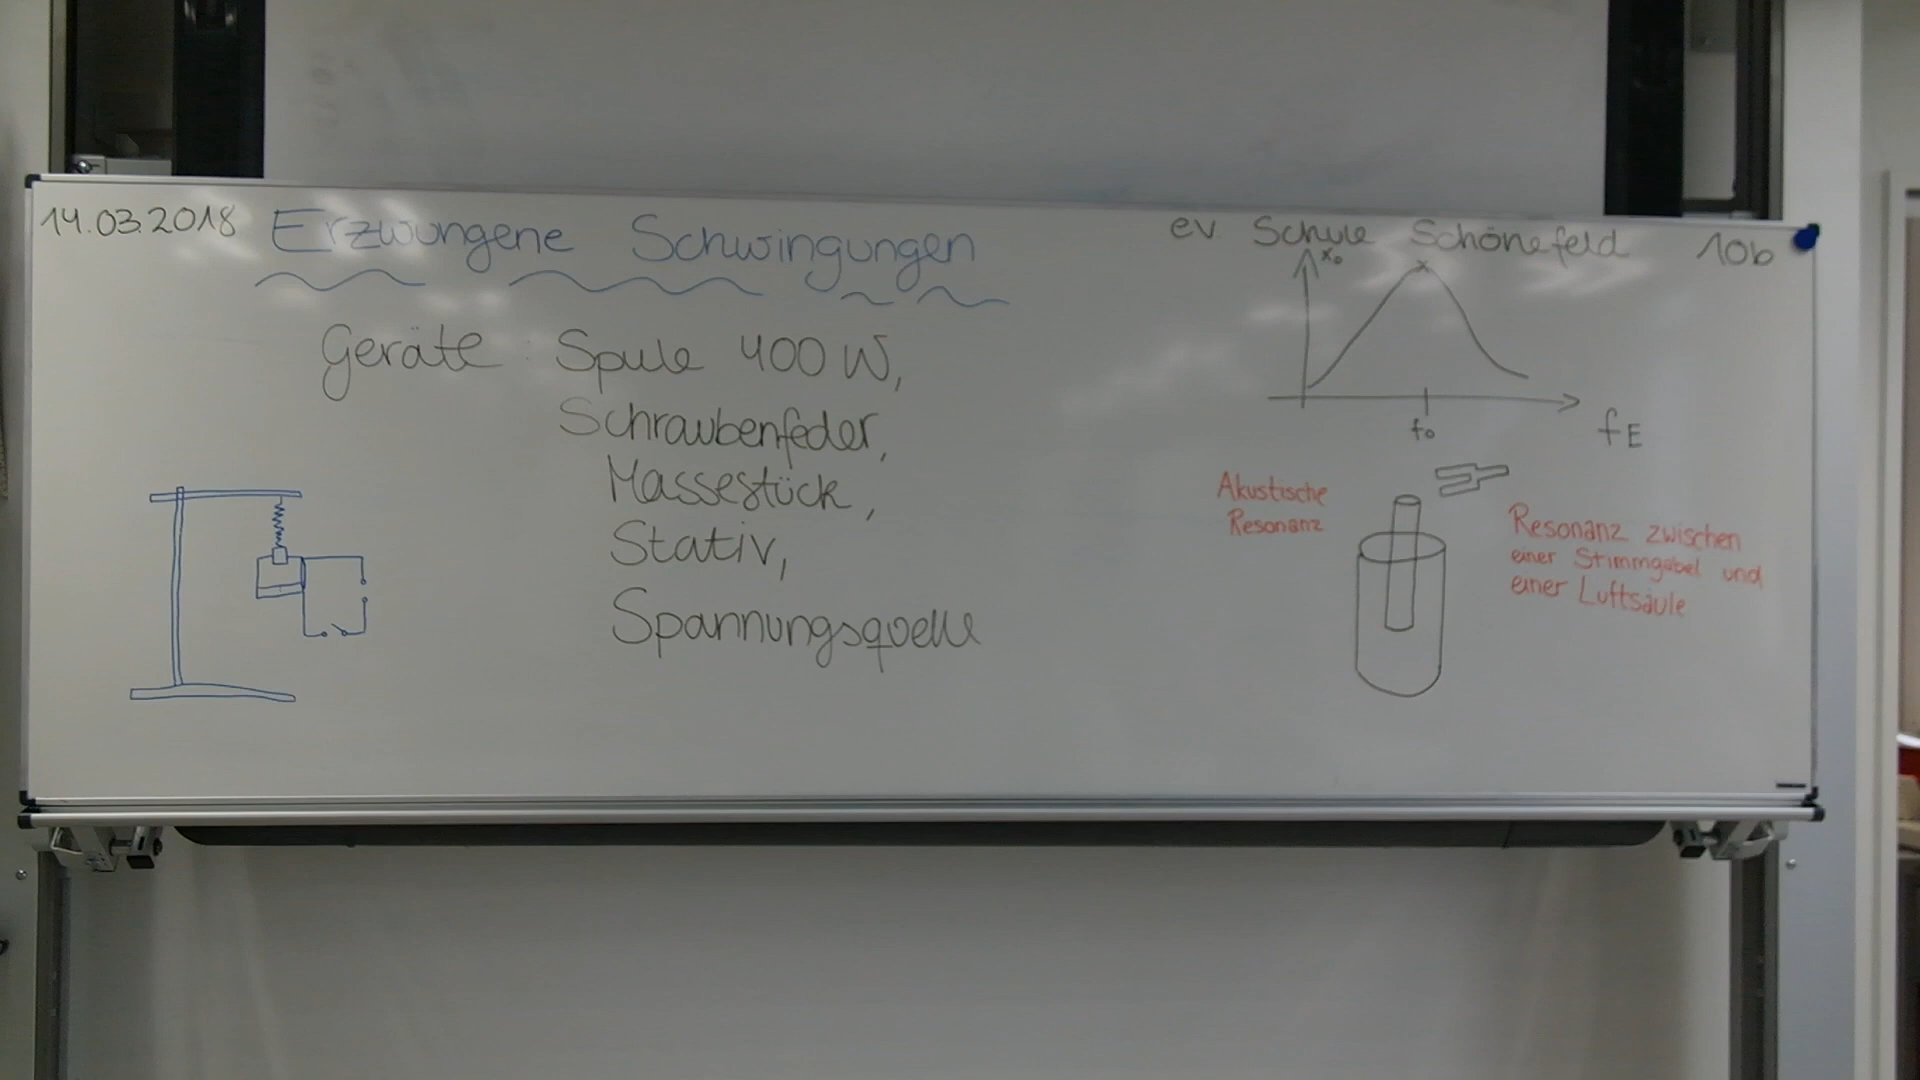 14.03.2018 Erzwungene Schwingungen
ev Schule Schönefeld 10b
Geräte: Spule 400 W,
Schraubenfeder,
Massestück,
Stativ,
Spannungsquelle
x₀
f₀
fE
Akustische
Resonanz
Resonanz zwischen
einer Stimmgabel und
einer Luftsäule